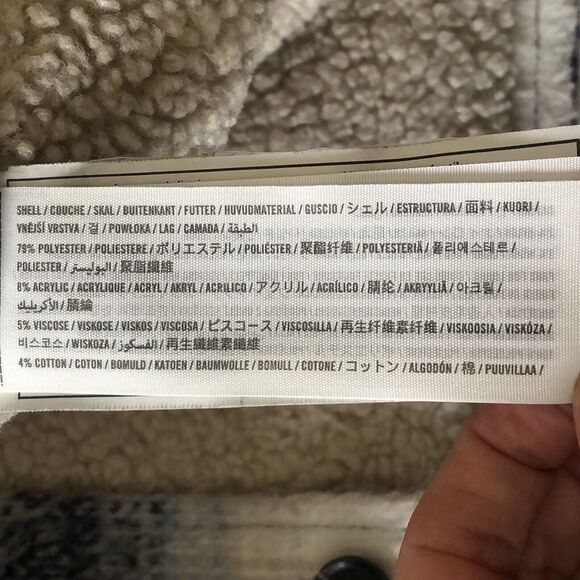 SHELL / COUCHE / SKAL / BUITENKANT / FUTTER / HUVUDMATERIAL / GUSCIO / シェル / ESTRUCTURA / 面料 / KUORI /
VNĚJŠÍ VRSTVA / 겉 / POWŁOKA / LAG / CAMADA / الطبقة
79% POLYESTER / POLIESTERE / ポリエステル / POLIÉSTER / 聚酯纤维 / POLYESTERIÄ / 폴리에스테르 /
POLIESTER / البوليستر / 聚脂纖維
8% ACRYLIC / ACRYLIQUE / ACRYL / AKRYL / ACRILICO / アクリル / ACRÍLICO / 腈纶 / AKRYYLIÄ / 아크릴 /
الأكريليك / 腈綸
5% VISCOSE / VISKOSE / VISKOS / VISCOSA / ビスコース / VISCOSILLA / 再生纤维素纤维 / VISKOOSIA / VISKÓZA /
비스코스 / WISKOZA / الفسكوز / 再生纖維素纖維
4% COTTON / COTON / BOMULD / KATOEN / BAUMWOLLE / BOMULL / COTONE / コットン / ALGODÓN / 棉 / PUUVILLAA /